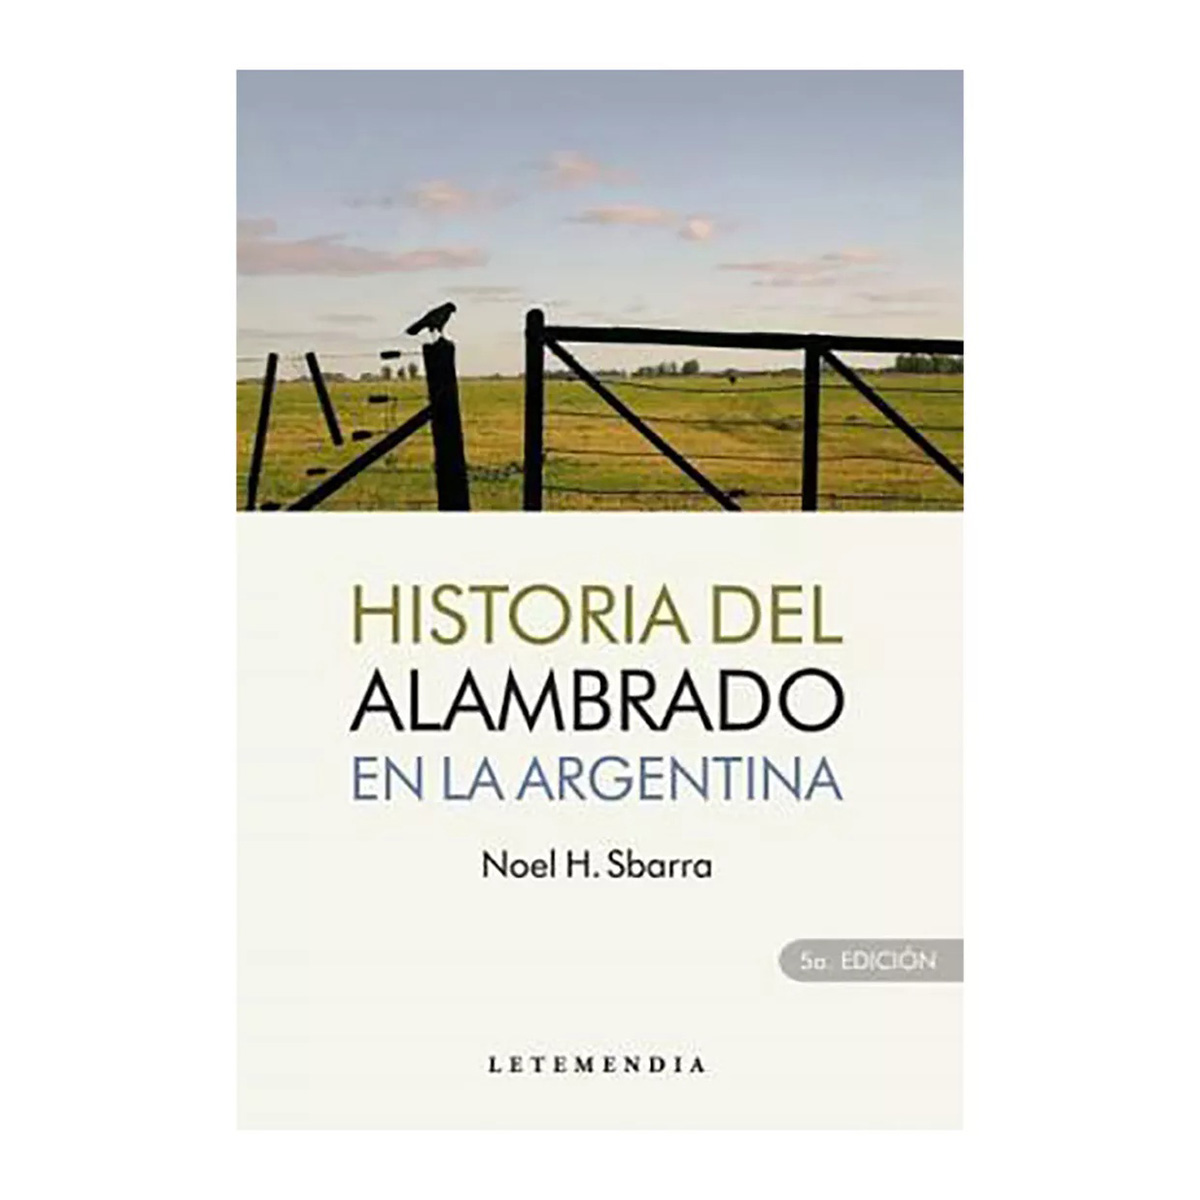 HISTORIA DEL
ALAMBRADO
EN LA ARGENTINA
Noel H. Sbarra
5a. EDICIÓN
LETEMENDIA